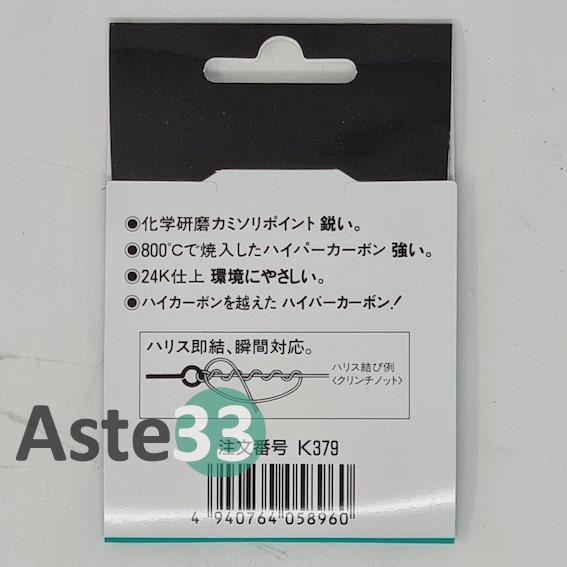 ◉化学研磨カミソリポイント 鋭い。
◉800℃で焼入したハイパーカーボン 強い。
◉24K仕上 環境にやさしい。
◉ハイカーボンを越えた ハイパーカーボン!
ハリス即結、瞬間対応。
ハリス結び例
〈クリンチノット〉
Aste33
注文番号 K379
4 940764 058960